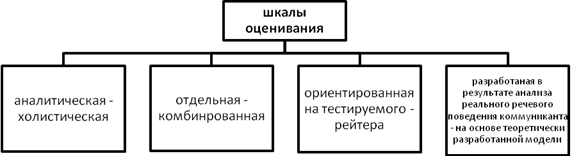 шкалы
оценивания
аналитическая -
холистическая
отдельная -
комбинрованная
ориентированная
на тестируемого -
рейтера
разработаная в
результате анализа
реального речевого
поведения коммуниканта
- на основе теоретически
разработанной модели